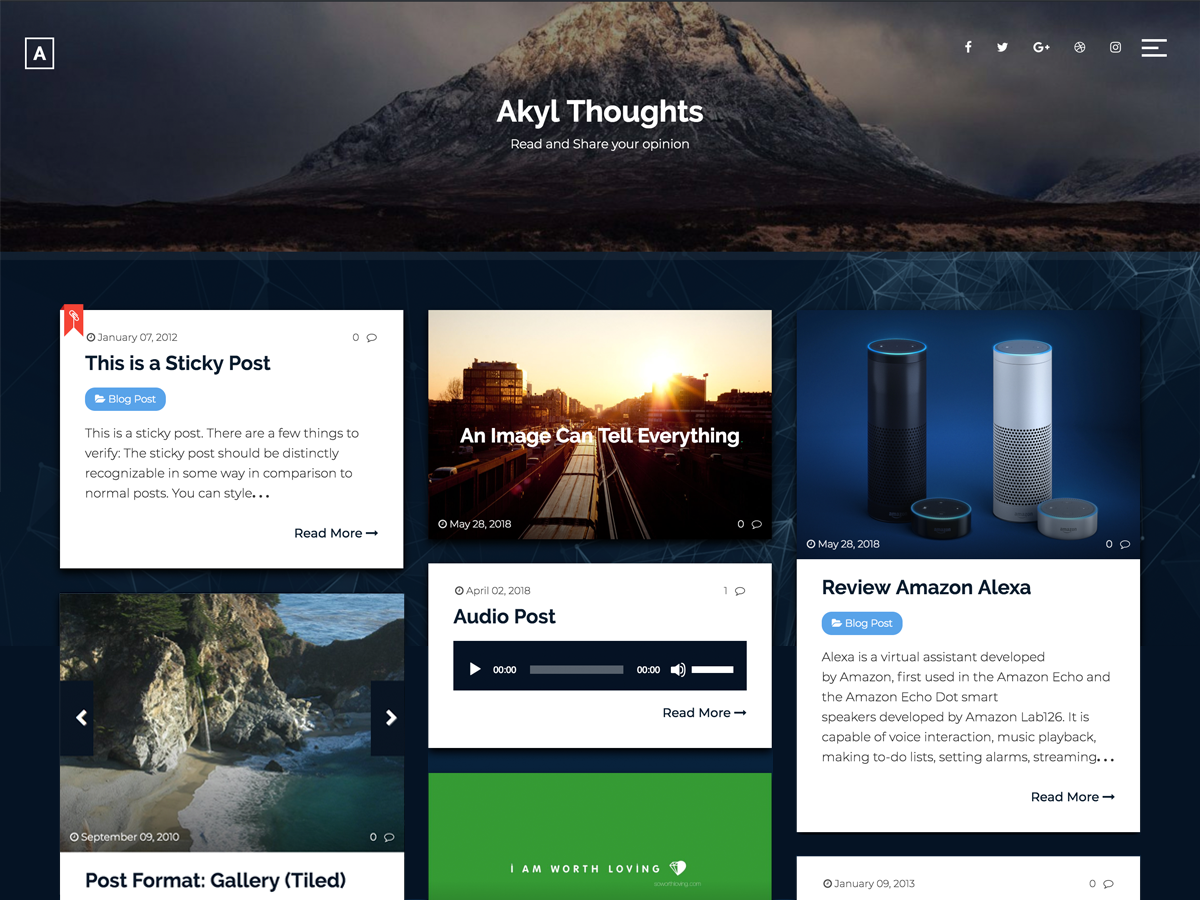 A
G+
Akyl Thoughts
Read and Share your opinion
January 07, 2012 0
This is a Sticky Post
Blog Post
This is a sticky post. There are a few things to
verify: The sticky post should be distinctly
recognizable in some way in comparison to
normal posts. You can style...
Read More
September 09, 2010 0
Post Format: Gallery (Tiled)
An Image Can Tell Everything
May 28, 2018 0
April 02, 2018 1
Audio Post
00:00 00:00
Read More
I AM WORTH LOVING
soworthloving.com
May 28, 2018 0
Review Amazon Alexa
Blog Post
Alexa is a virtual assistant developed
by Amazon, first used in the Amazon Echo and
the Amazon Echo Dot smart
speakers developed by Amazon Lab126. It is
capable of voice interaction, music playback,
making to-do lists, setting alarms, streaming...
Read More
January 09, 2013 0